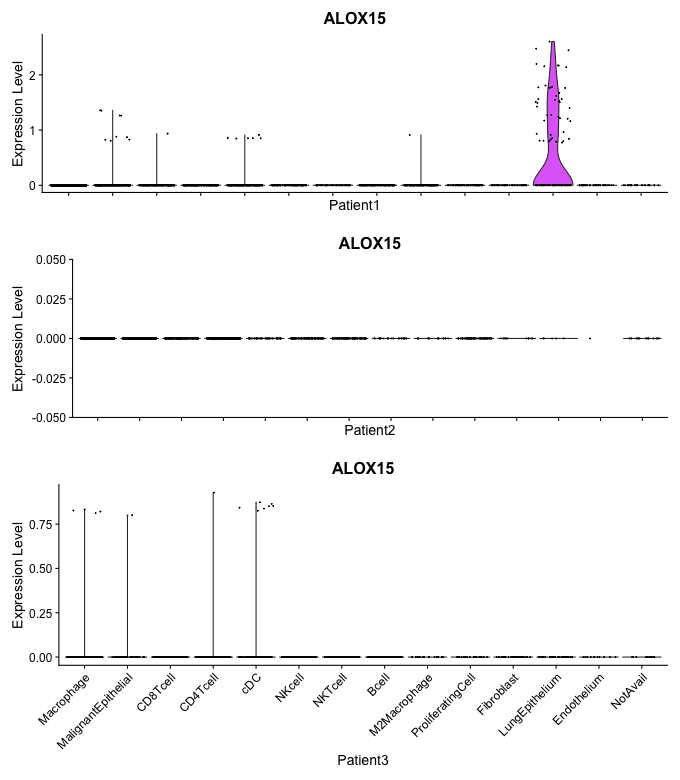 ALOX15
Expression Level
2
1
0
Patient1
ALOX15
Expression Level
0.050
0.025
0.000
-0.025
-0.050
Patient2
ALOX15
Expression Level
0.75
0.50
0.25
0.00
Macrophage
MalignantEpithelial
CD8Tcell
CD4Tcell
cDC
NKcell
NKTcell
Bcell
M2Macrophage
ProliferatingCell
Fibroblast
LungEpithelium
Endothelium
NotAvail
Patient3